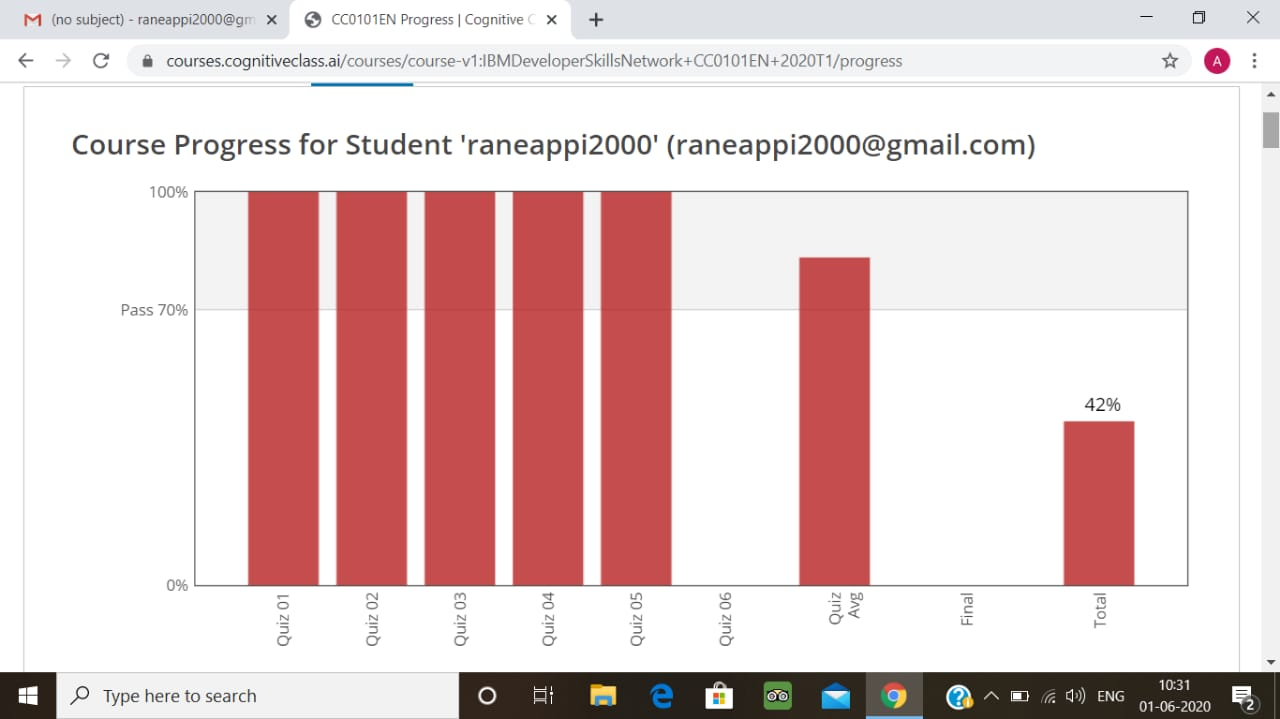 (no subject) - raneappi2000@gm
CC0101EN Progress | Cognitive C
courses.cognitiveclass.ai/courses/course-v1:IBMDeveloperSkillsNetwork+CC0101EN+2020T1/progress
A
Course Progress for Student 'raneappi2000' (raneappi2000@gmail.com)
100%
Pass 70%
42%
0%
Quiz 01
Quiz 02
Quiz 03
Quiz 04
Quiz 05
Quiz 06
Quiz
Avg
Final
Total
Type here to search
ENG
10:31
01-06-2020
2